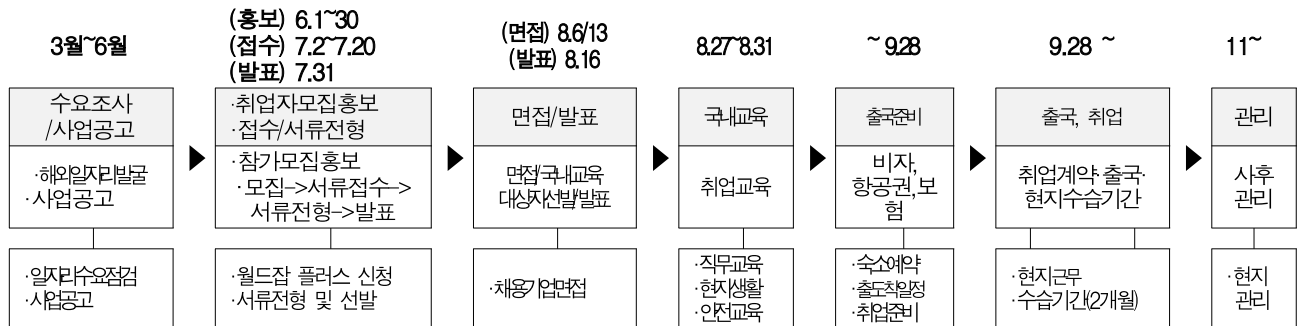 3월~6월
(홍보) 6.1~30
(접수) 7.2~7.20
(발표) 7.31
(면접) 8.6/13
(발표) 8.16
8.27~8.31
~ 9.28
9.28 ~
11~
수요조사
/사업공고
·취업자모집홍보
·접수/서류전형
면접/발표
국내교육
출국준비
출국, 취업
관리
·해외일자리발굴
·사업공고
·참가모집홍보
·모집->서류접수->
서류전형->발표
면접/국내교육
대상자선발/발표
취업교육
비자,
항공권,보
험
취업계약·출국·
현지수습기간
사후
관리
·일자리수요점검
·사업공고
·월드잡 플러스 신청
·서류전형 및 선발
·채용기업면접
·직무교육
·현지생활
·안전교육
·숙소예약
·출도착일정
·취업준비
·현지근무
·수습기간(2개월)
·현지
관리